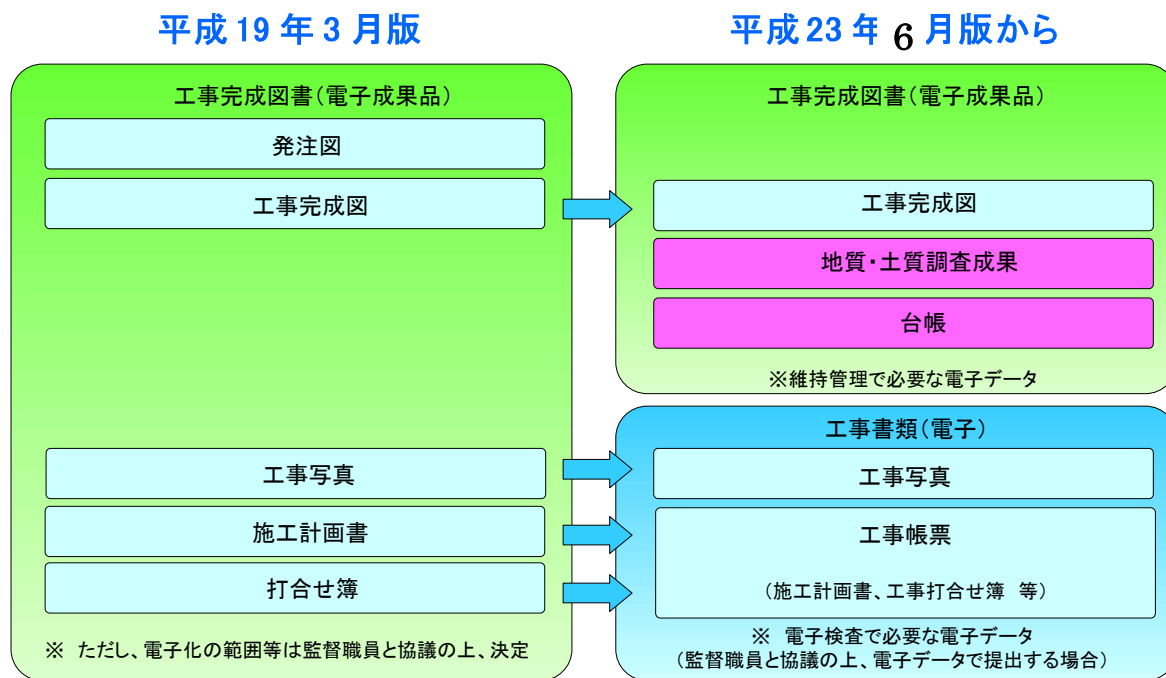 平成 19 年 3 月版
工事完成図書(電子成果品)
発注図
工事完成図
工事写真
施工計画書
打合せ簿
※ ただし、電子化の範囲等は監督職員と協議の上、決定
平成 23 年 6 月版から
工事完成図書(電子成果品)
工事完成図
地質・土質調査成果
台帳
※維持管理で必要な電子データ
工事書類(電子)
工事写真
工事帳票
(施工計画書、工事打合せ簿 等)
※ 電子検査で必要な電子データ
(監督職員と協議の上、電子データで提出する場合)